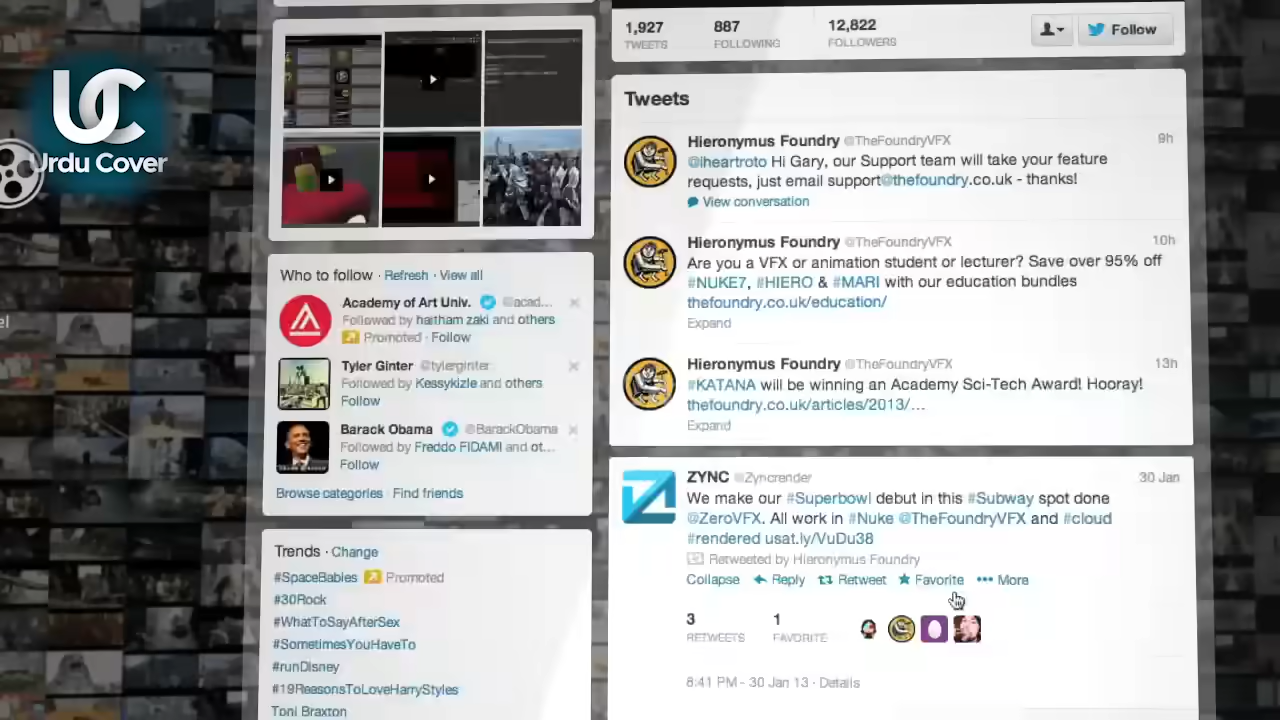 UC
Urdu Cover
el
1,927
TWEETS
887
FOLLOWING
12,822
FOLLOWERS
Follow
Tweets
Hieronymus Foundry @TheFoundryVFX 9h
@iheartroto Hi Gary, our Support team will take your feature
requests, just email support@thefoundry.co.uk - thanks!
View conversation
Hieronymus Foundry @TheFoundryVFX 10h
Are you a VFX or animation student or lecturer? Save over 95% off
#NUKE7, #HIERO & #MARI with our education bundles
thefoundry.co.uk/education/
Expand
Hieronymus Foundry @TheFoundryVFX 13h
#KATANA will be winning an Academy Sci-Tech Award! Hooray!
thefoundry.co.uk/articles/2013/…
Expand
ZYNC @Zyncrender 30 Jan
We make our #Superbowl debut in this #Subway spot done
@ZeroVFX. All work in #Nuke @TheFoundryVFX and #cloud
#rendered usat.ly/VuDu38
Retweeted by Hieronymus Foundry
Collapse Reply Retweet Favorite More
3
RETWEETS
1
FAVORITE
8:41 PM - 30 Jan 13 · Details
Who to follow · Refresh · View all
Academy of Art Univ. @acad...
Followed by haitham zaki and others
Promoted · Follow
Tyler Ginter @tylerginter
Followed by Kessykizle and others
Follow
Barack Obama @BarackObama
Followed by Freddo FIDAMI and ot...
Follow
Browse categories · Find friends
Trends · Change
#SpaceBabies Promoted
#30Rock
#WhatToSayAfterSex
#SometimesYouHaveTo
#runDisney
#19ReasonsToLoveHarryStyles
Toni Braxton